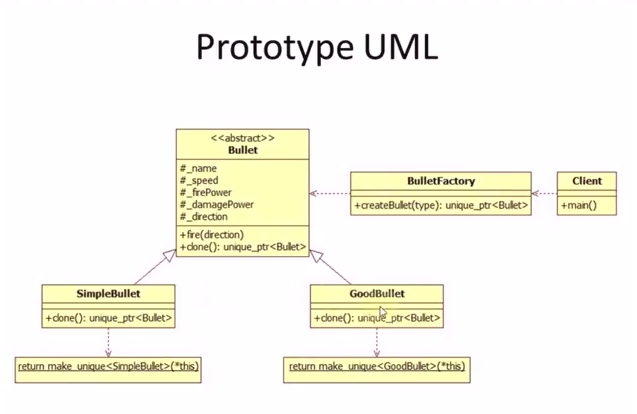 Prototype UML
<<abstract>>
Bullet
#_name
#_speed
#_firePower
#_damagePower
#_direction
+fire(direction)
+clone(): unique_ptr<Bullet>
BulletFactory
+createBullet(type): unique_ptr<Bullet>
Client
+main()
SimpleBullet
+clone(): unique_ptr<Bullet>
return make_unique<SimpleBullet>(*this)
GoodBullet
+clone(): unique_ptr<Bullet>
return make_unique<GoodBullet>(*this)